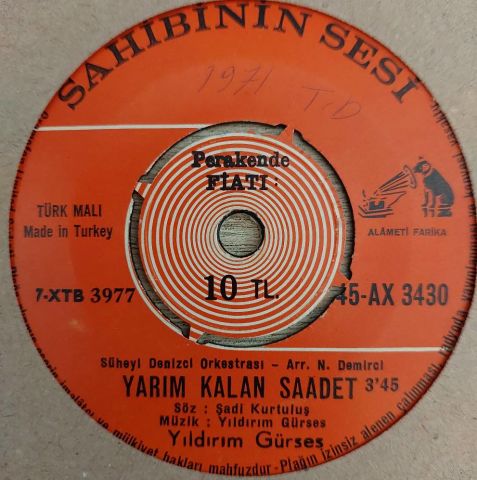 SAHİBİNİN SESİ
1971 T.D
Perakende
FİATI :
TÜRK MALI
Made in Turkey
ALÂMETİ FARİKA
7-XTB 3977
10 TL.
45-AX 3430
Süheyl Denizci Orkestrası - Arr. N. Demirci
YARIM KALAN SAADET 3'45
Söz : Şadi Kurtuluş
Müzik : Yıldırım Gürses
Yıldırım Gürses
ve mülkiyet hakları mahfuzdur-Plağın izinsiz alenen çalınması